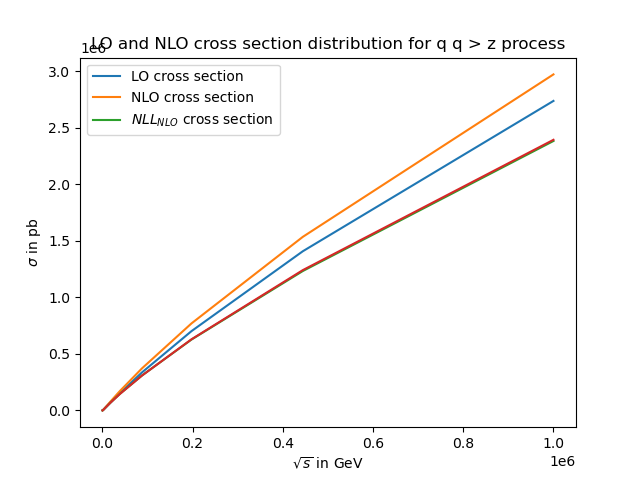 LO and NLO cross section distribution for q q > z process
1e6
LO cross section
NLO cross section
NLL_{NLO} cross section
3.0
2.5
2.0
1.5
1.0
0.5
0.0
σ in pb
0.0 0.2 0.4 0.6 0.8 1.0
√s in GeV
1e6